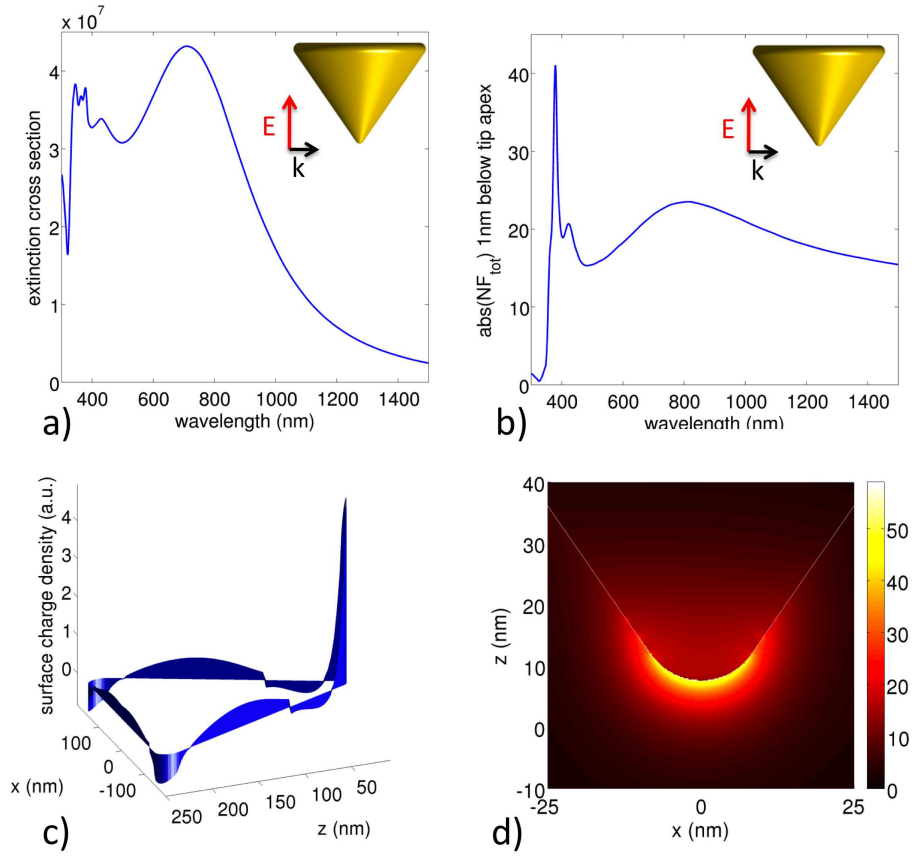 x 10^7
5
4
3
2
1
0
extinction cross section
400 600 800 1000 1200 1400
wavelength (nm)
E
k
a)
40
30
20
10
0
abs(NF_tot) 1nm below tip apex
400 600 800 1000 1200 1400
wavelength (nm)
E
k
b)
4
3
2
1
0
surface charge density (a.u.)
100
0
-100
x (nm)
250 200 150 100 50
z (nm)
c)
40
30
20
10
0
-10
z (nm)
-25 0 25
x (nm)
50
40
30
20
10
0
d)